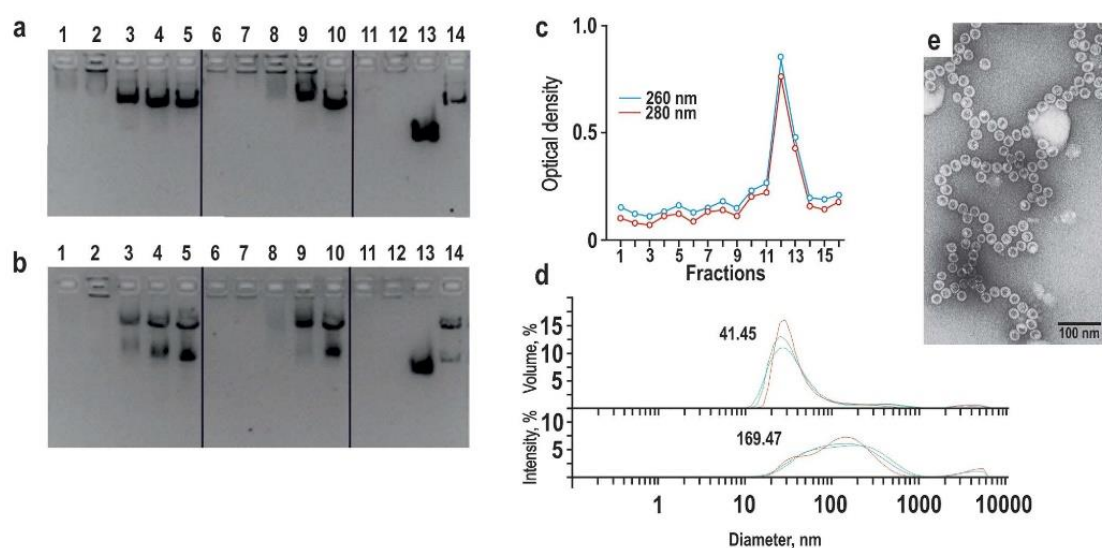 a
1 2 3 4 5 6 7 8 9 10 11 12 13 14
b
1 2 3 4 5 6 7 8 9 10 11 12 13 14
c
1.0
0.5
0
Optical density
260 nm
280 nm
1 3 5 7 9 11 13 15
Fractions
d
15
10
5
Volume, %
41.45
10
5
Intensity, %
169.47
1 10 100 1000 10000
Diameter, nm
e
100 nm